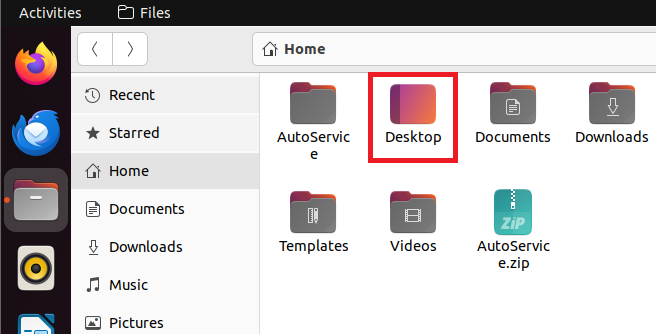 Activities
Files
Home
Recent
Starred
Home
Documents
Downloads
Music
Pictures
AutoServic
e
Desktop
Documents
Downloads
Templates
Videos
ZiP
AutoServic
e.zip